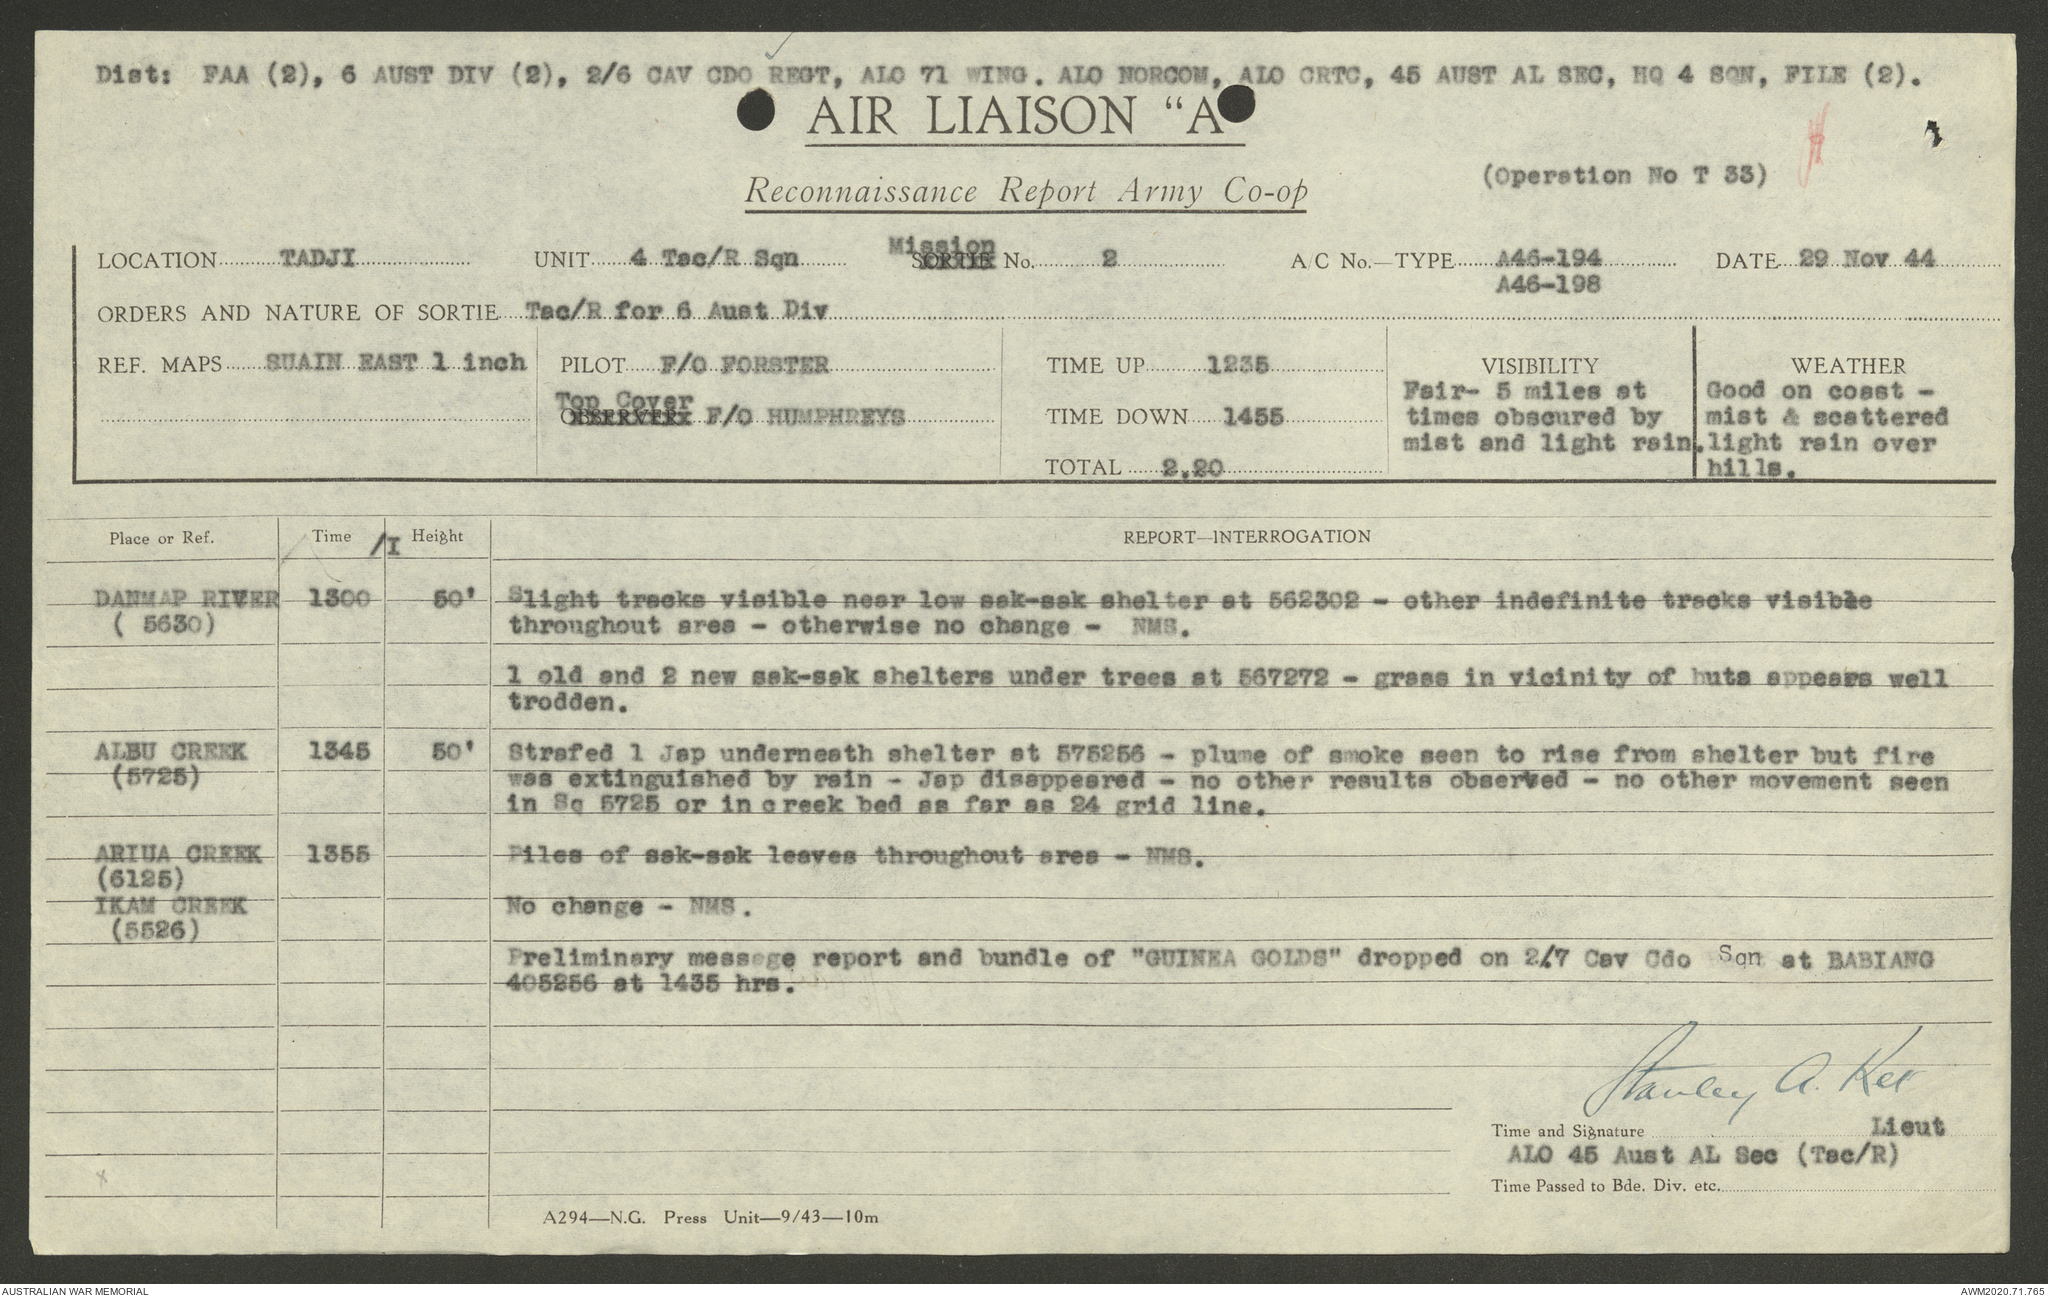 Dist: FAA (2), 6 AUST DIV (2), 2/6 CAV CDO REGT, ALO 71 WING. ALO NORCOM, ALO CRTC, 45 AUST AL SEC, HQ 4 SQN, FILE (2).
AIR LIAISON "A
Reconnaissance Report Army Co-op
(Operation No T 33)
LOCATION TADJI UNIT 4 Tac/R Sqn Mission SORTIE No. 2 A/C No.—TYPE A46-194 DATE 29 Nov 44
A46-198
ORDERS AND NATURE OF SORTIE Tac/R for 6 Aust Div
REF. MAPS SUAIN EAST 1 inch PILOT F/O FORSTER TIME UP 1235 VISIBILITY WEATHER
Top Cover
OBSERVER F/O HUMPHREYS TIME DOWN 1455
TOTAL 2.20
Fair- 5 miles at
times obscured by
mist and light rain.
Good on coast -
mist & scattered
light rain over
hills.
Place or Ref. Time /I Height REPORT—INTERROGATION
DANMAP RIVER 1300 50' Slight tracks visible near low sak-sak shelter at 562302 - other indefinite tracks visible
( 5630) throughout area - otherwise no change - NMS.
1 old and 2 new sak-sak shelters under trees at 567272 - grass in vicinity of huts appears well
trodden.
ALBU CREEK 1345 50' Strafed 1 Jap underneath shelter at 575256 - plume of smoke seen to rise from shelter but fire
(5725) was extinguished by rain - Jap disappeared - no other results observed - no other movement seen
in Sq 5725 or in creek bed as far as 24 grid line.
ARIUA CREEK 1355 Piles of sak-sak leaves throughout area - NMS.
(6125)
IKAM CREEK No change - NMS.
(5526)
Preliminary message report and bundle of "GUINEA GOLDS" dropped on 2/7 Cav Cdo Sqn at BABIANG
405256 at 1435 hrs.
Stanley A. Kee
Time and Signature Lieut
ALO 45 Aust AL Sec (Tac/R)
Time Passed to Bde. Div. etc.
A294—N.G. Press Unit—9/43—10m
AUSTRALIAN WAR MEMORIAL
AWM2020.71.765